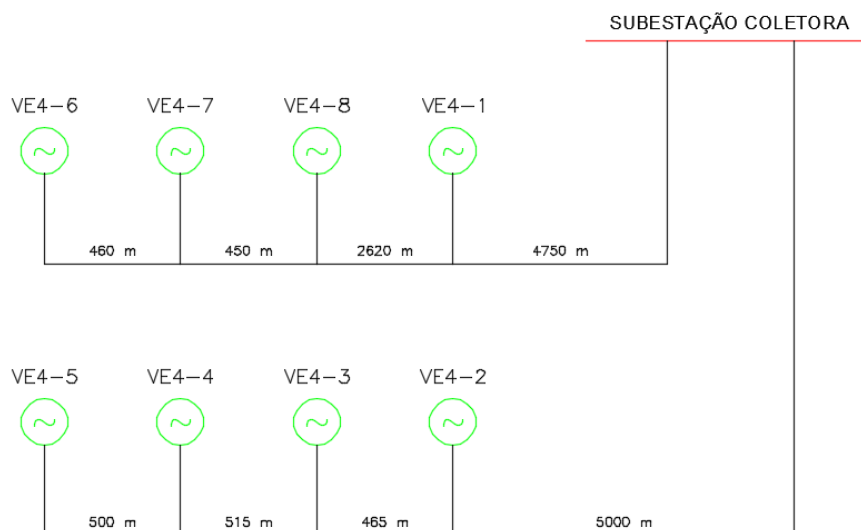 SUBESTAÇÃO COLETORA
VE4-6 VE4-7 VE4-8 VE4-1
460 m 450 m 2620 m 4750 m
VE4-5 VE4-4 VE4-3 VE4-2
500 m 515 m 465 m 5000 m